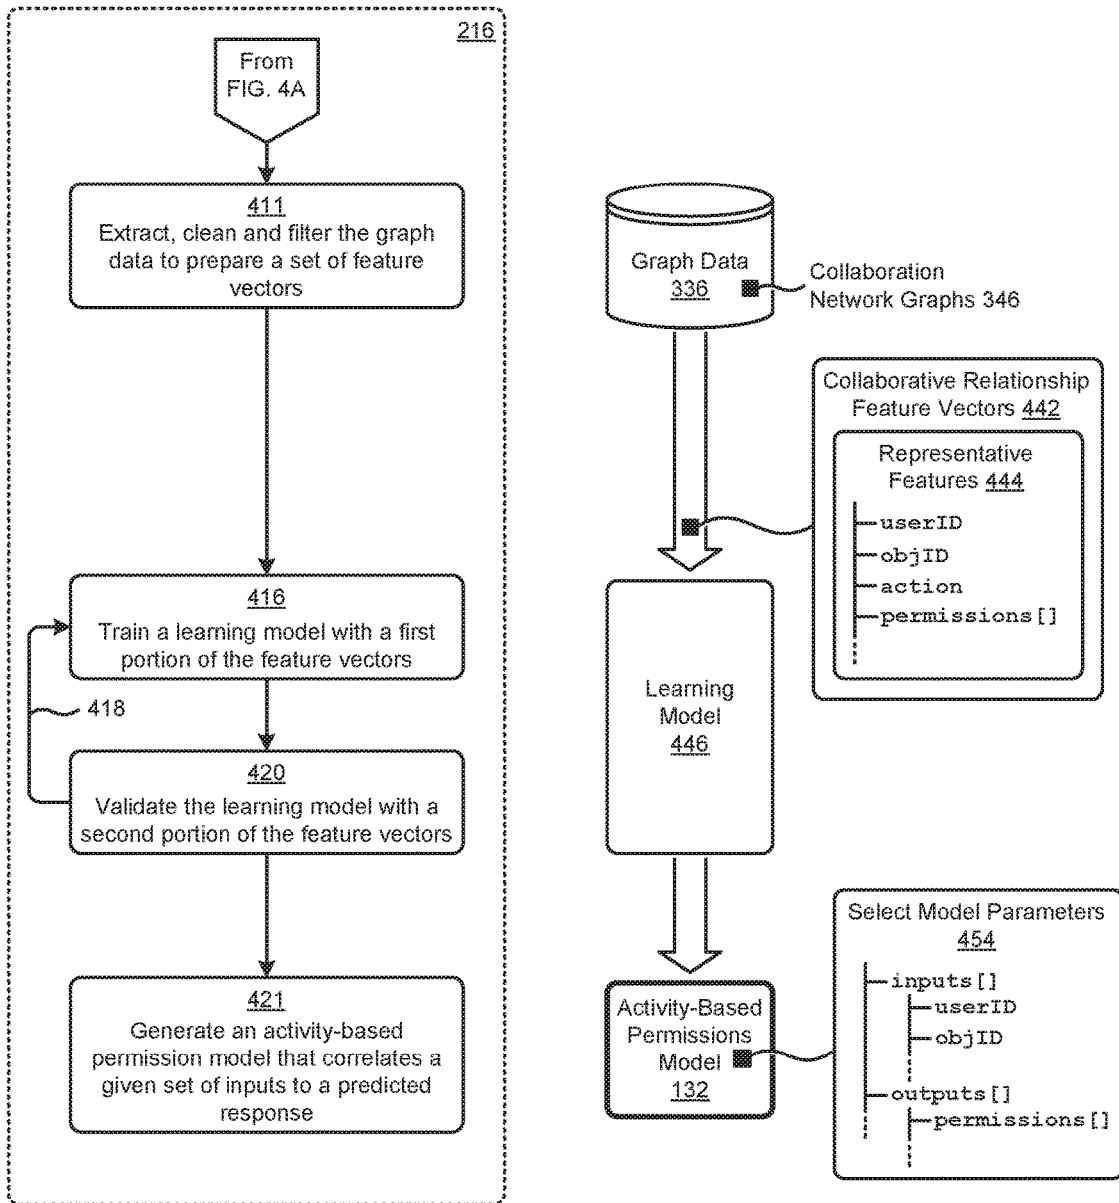 216
From
FIG. 4A
411
Extract, clean and filter the graph
data to prepare a set of feature
vectors
416
Train a learning model with a first
portion of the feature vectors
418
420
Validate the learning model with a
second portion of the feature vectors
421
Generate an activity-based
permission model that correlates a
given set of inputs to a predicted
response
Graph Data
336
Collaboration
Network Graphs 346
Collaborative Relationship
Feature Vectors 442
Representative
Features 444
userID
objID
action
permissions[]
Learning
Model
446
Activity-Based
Permissions
Model
132
Select Model Parameters
454
inputs[]
userID
objID
outputs[]
permissions[]